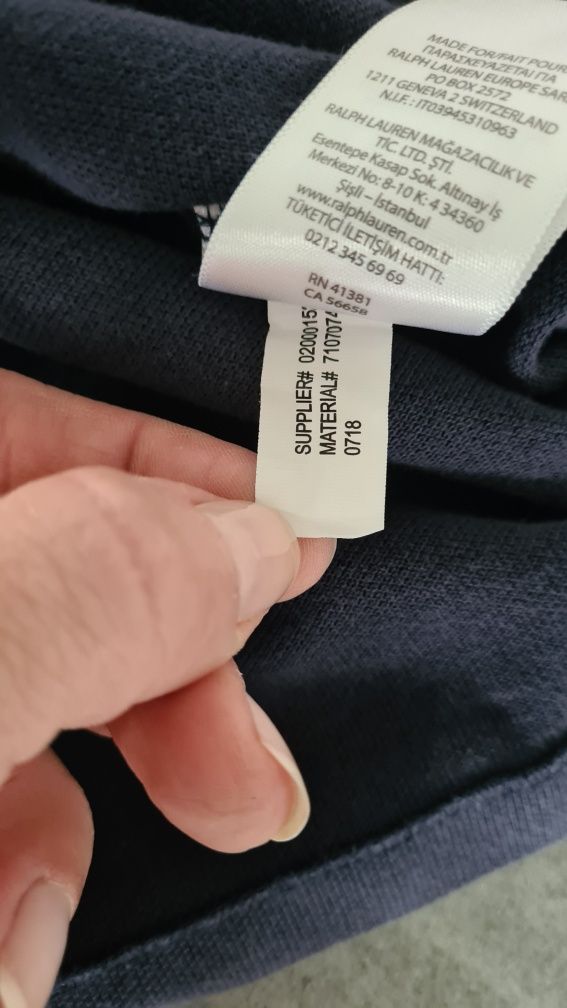 MADE FOR/FAIT POUR
ΠΑΡΑΣΚΕΥΑΖΕΤΑΙ ΓΙΑ
RALPH LAUREN EUROPE SAR
PO BOX 2572
1211 GENEVA 2 SWITZERLAND
N.I.F. : IT03945310963
RALPH LAUREN MAĞAZACILIK VE
TİC. LTD. ŞTİ.
Esentepe Kasap Sok. Altınay İş
Merkezi No: 8-10 K: 4 34360
Şişli – İstanbul
www.ralphlauren.com.tr
TÜKETİCİ İLETİŞİM HATTI:
0212 345 69 69
RN 41381
CA 56658
SUPPLIER# 0200015
MATERIAL# 710707
0718